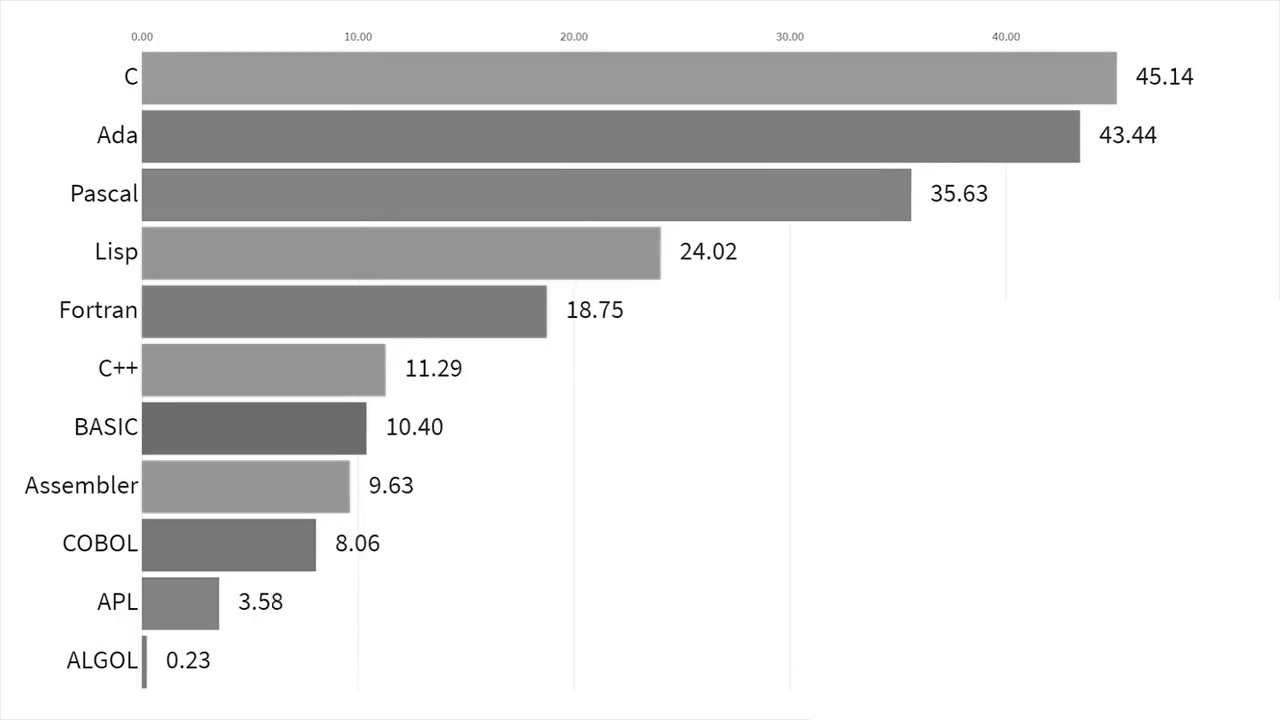 0.00 10.00 20.00 30.00 40.00
C 45.14
Ada 43.44
Pascal 35.63
Lisp 24.02
Fortran 18.75
C++ 11.29
BASIC 10.40
Assembler 9.63
COBOL 8.06
APL 3.58
ALGOL 0.23